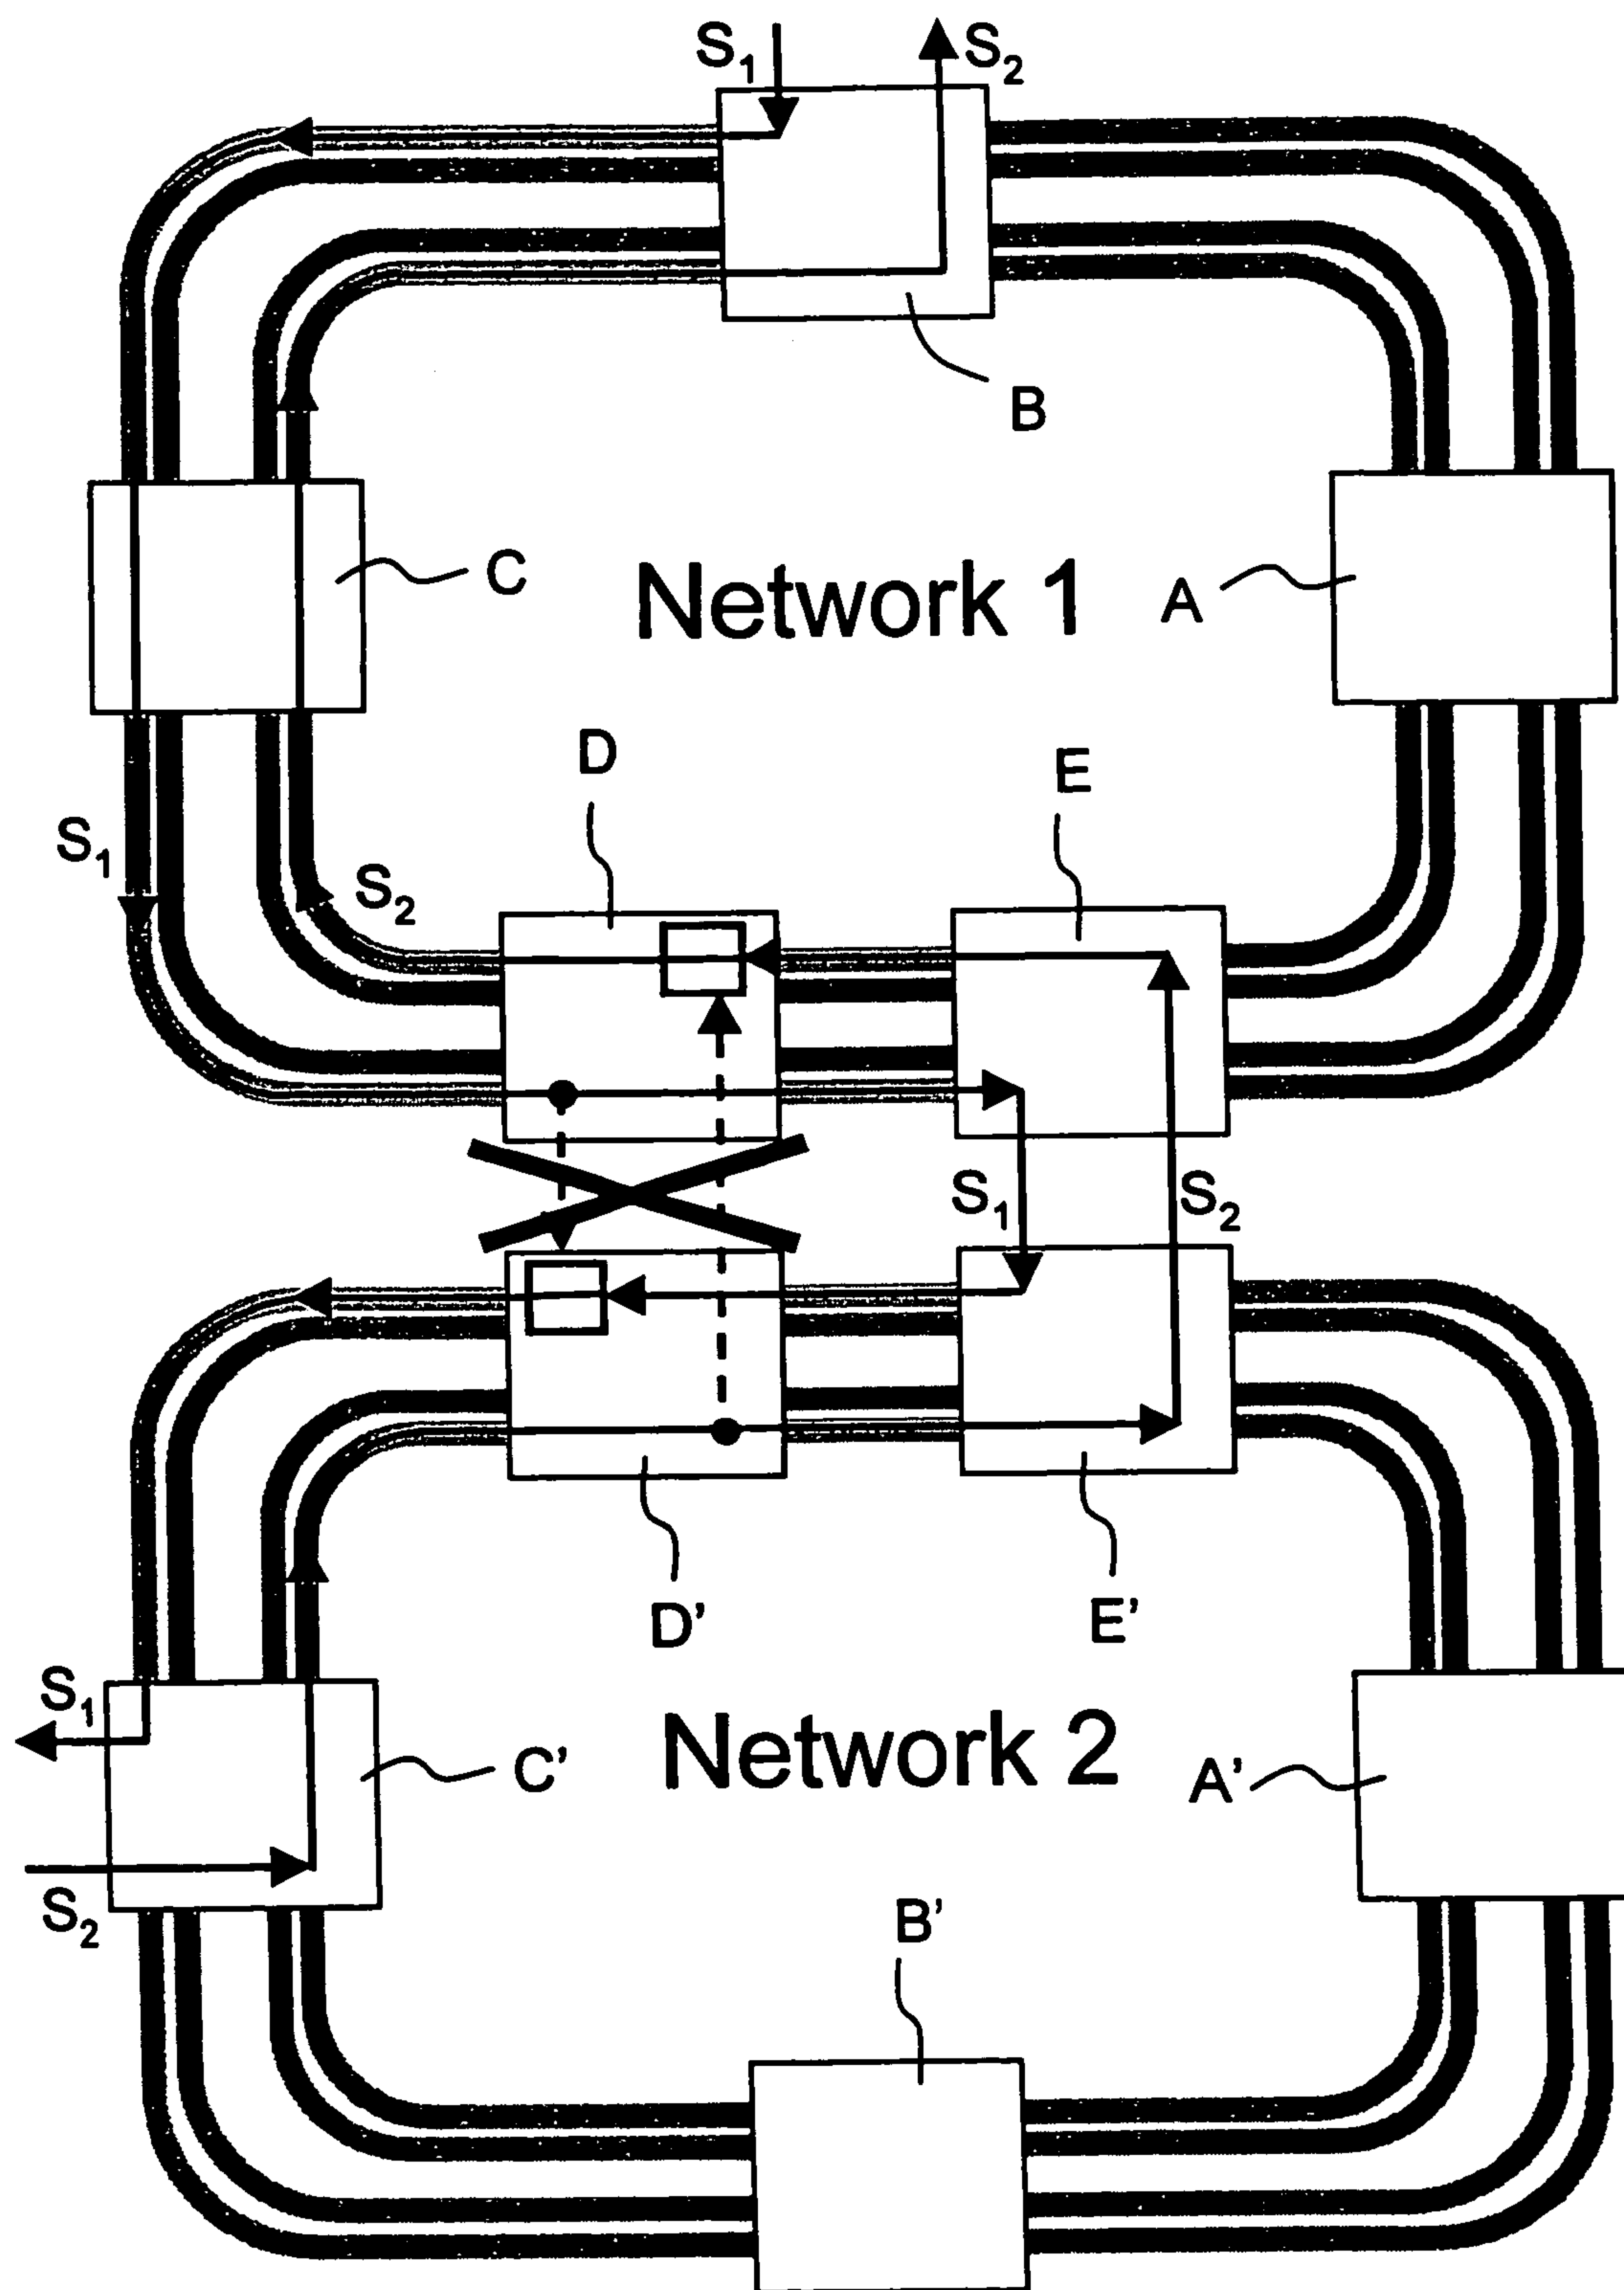 S₁
S₂
B
C
Network 1
A
D
E
S₁
S₂
S₁
S₂
D'
E'
S₁
Network 2
C'
A'
S₂
B'